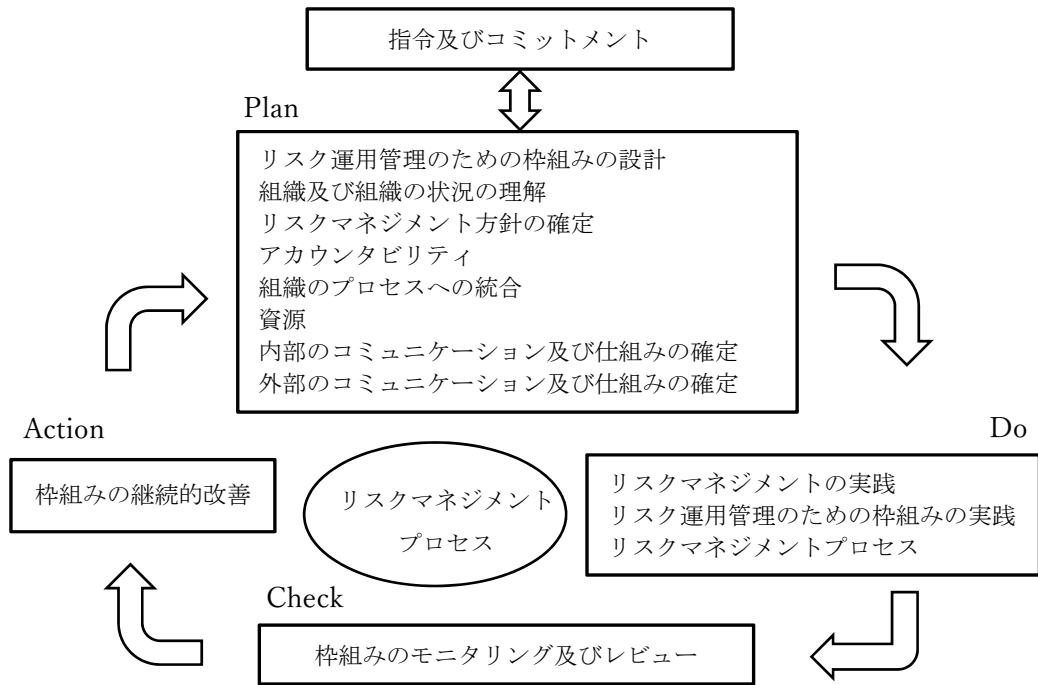 指令及びコミットメント
Plan
リスク運用管理のための枠組みの設計
組織及び組織の状況の理解
リスクマネジメント方針の確定
アカウンタビリティ
組織のプロセスへの統合
資源
内部のコミュニケーション及び仕組みの確定
外部のコミュニケーション及び仕組みの確定
Do
リスクマネジメントの実践
リスク運用管理のための枠組みの実践
リスクマネジメントプロセス
Check
枠組みのモニタリング及びレビュー
Action
枠組みの継続的改善
リスクマネジメント
プロセス